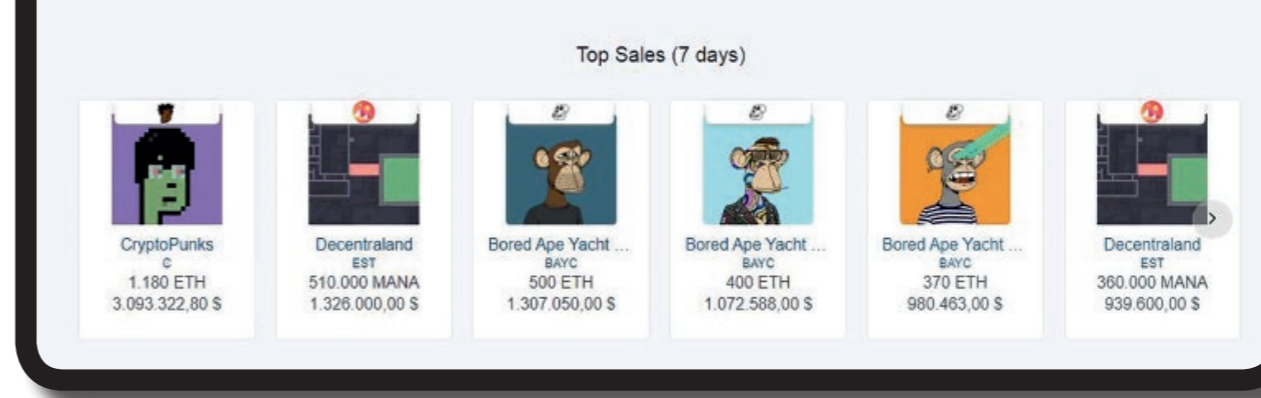 Top Sales (7 days)
CryptoPunks
C
1.180 ETH
3.093.322,80 $
Decentraland
EST
510.000 MANA
1.326.000,00 $
Bored Ape Yacht ...
BAYC
500 ETH
1.307.050,00 $
Bored Ape Yacht ...
BAYC
400 ETH
1.072.588,00 $
Bored Ape Yacht ...
BAYC
370 ETH
980.463,00 $
Decentraland
EST
360.000 MANA
939.600,00 $